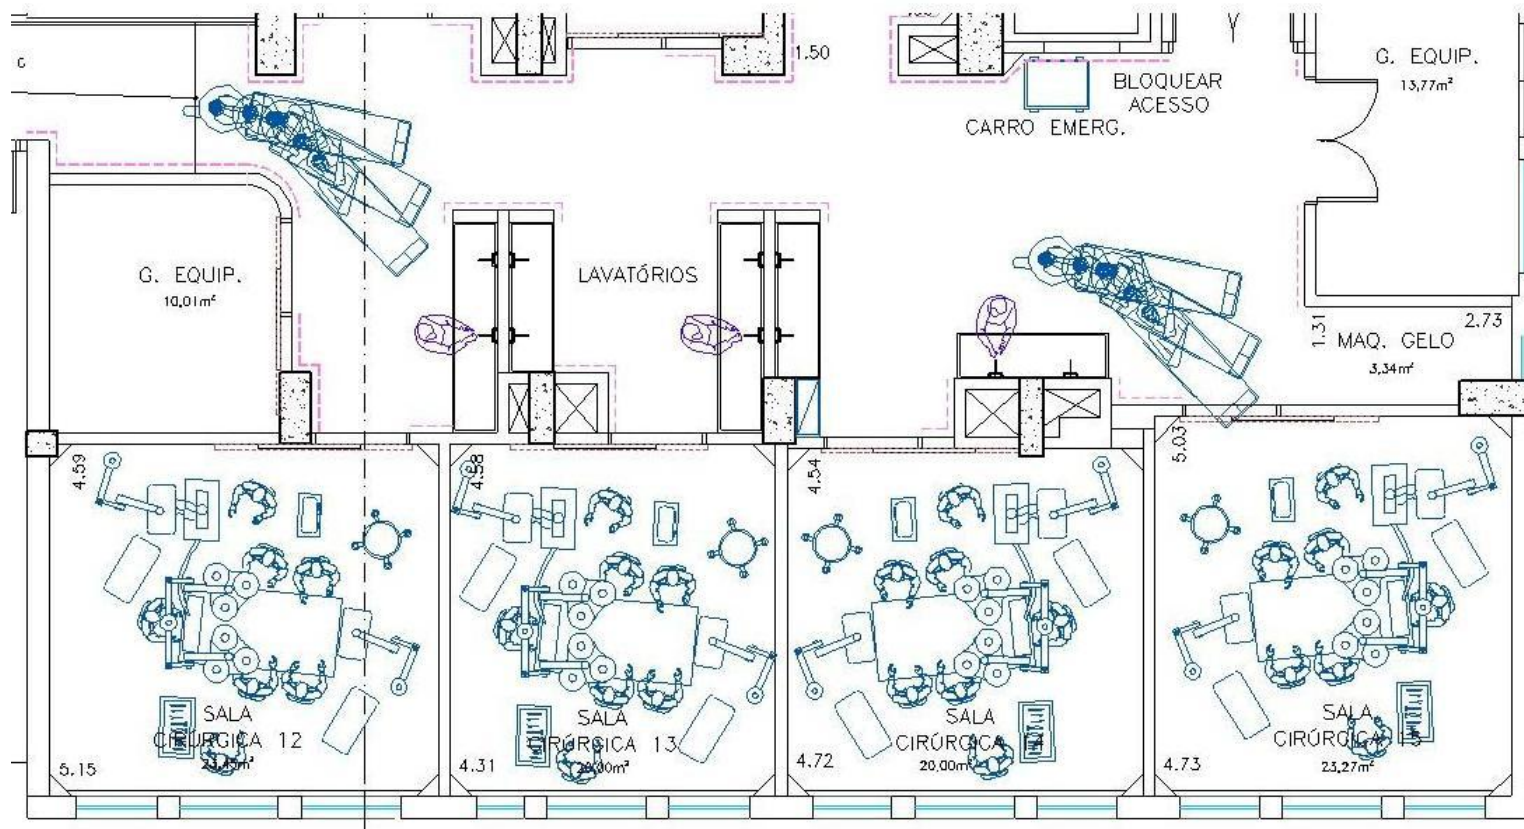 C
1.50
BLOQUEAR
ACESSO
CARRO EMERG.
G. EQUIP.
13,77m²
G. EQUIP.
10,01m²
LAVATÓRIOS
1.31
2.73
MAQ. GELO
3,34m²
4.59
4.58
4.54
5.03
SALA
CIRÚRGICA 12
23,45m²
5.15
SALA
CIRÚRGICA 13
20,00m²
4.31
SALA
CIRÚRGICA 14
20,00m²
4.72
SALA
CIRÚRGICA 15
23,27m²
4.73